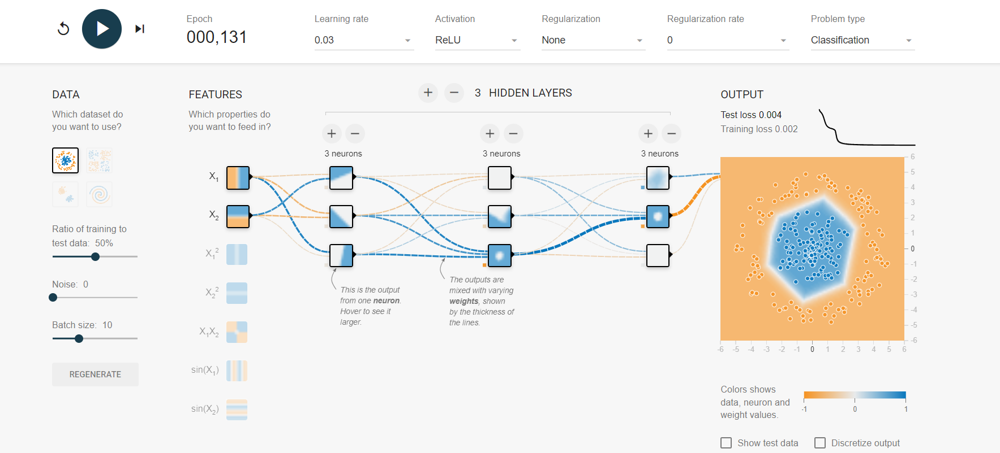 Epoch
000,131
Learning rate
0.03
Activation
ReLU
Regularization
None
Regularization rate
0
Problem type
Classification
DATA
Which dataset do
you want to use?
Ratio of training to
test data: 50%
Noise: 0
Batch size: 10
REGENERATE
FEATURES
Which properties do
you want to feed in?
X1
X2
X1²
X2²
X1X2
sin(X1)
sin(X2)
+ − 3 HIDDEN LAYERS
+ −
3 neurons
+ −
3 neurons
+ −
3 neurons
This is the output
from one neuron.
Hover to see it
larger.
The outputs are
mixed with varying
weights, shown
by the thickness of
the lines.
OUTPUT
Test loss 0.004
Training loss 0.002
6
5
4
3
2
1
0
-1
-2
-3
-4
-5
-6
-6 -5 -4 -3 -2 -1 0 1 2 3 4 5 6
Colors shows
data, neuron and
weight values.
-1 0 1
Show test data
Discretize output